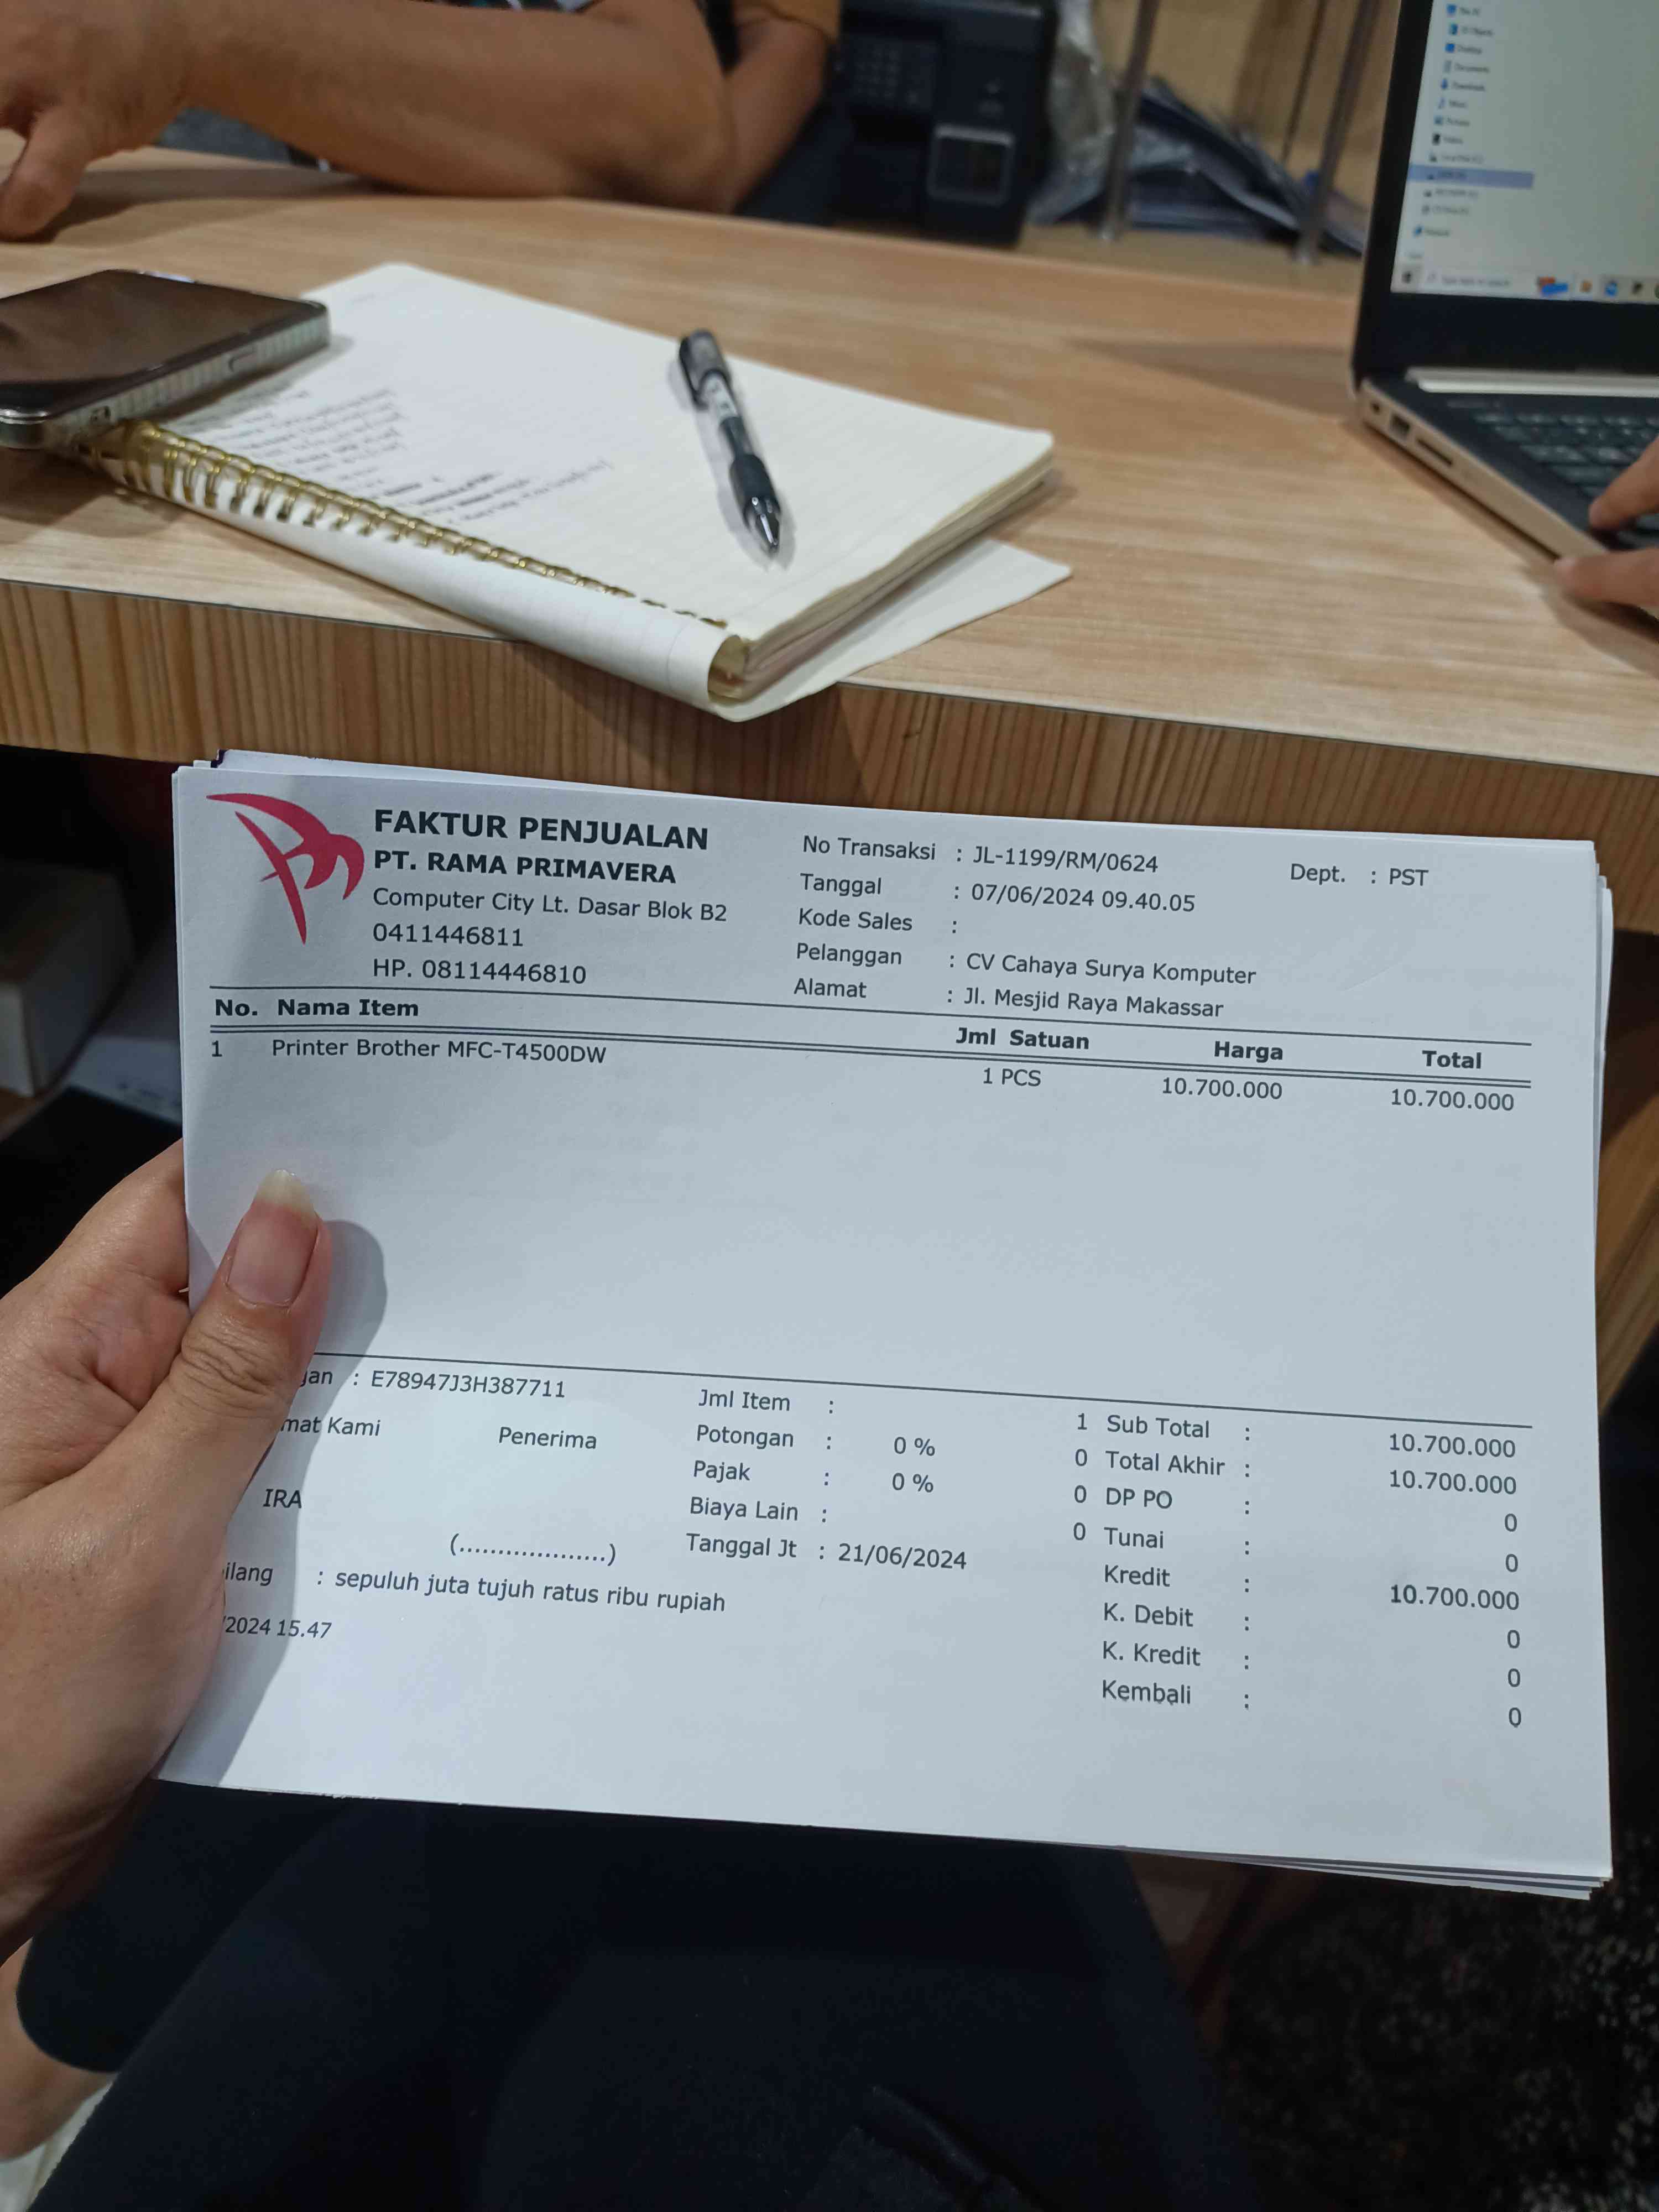 FAKTUR PENJUALAN
PT. RAMA PRIMAVERA
Computer City Lt. Dasar Blok B2
0411446811
HP. 08114446810
No Transaksi : JL-1199/RM/0624
Dept. : PST
Tanggal : 07/06/2024 09.40.05
Kode Sales :
Pelanggan : CV Cahaya Surya Komputer
Alamat : Jl. Mesjid Raya Makassar
No. Nama Item Jml Satuan Harga Total
1 Printer Brother MFC-T4500DW 1 PCS 10.700.000 10.700.000
: E78947J3H387711
Kami
Penerima
IRA
(...................)
: sepuluh juta tujuh ratus ribu rupiah
2024 15.47
Jml Item : 1
Potongan : 0 % 0
Pajak : 0 % 0
Biaya Lain : 0
Tanggal Jt : 21/06/2024
Sub Total : 10.700.000
Total Akhir : 10.700.000
DP PO : 0
Tunai : 0
Kredit : 10.700.000
K. Debit : 0
K. Kredit : 0
Kembali : 0